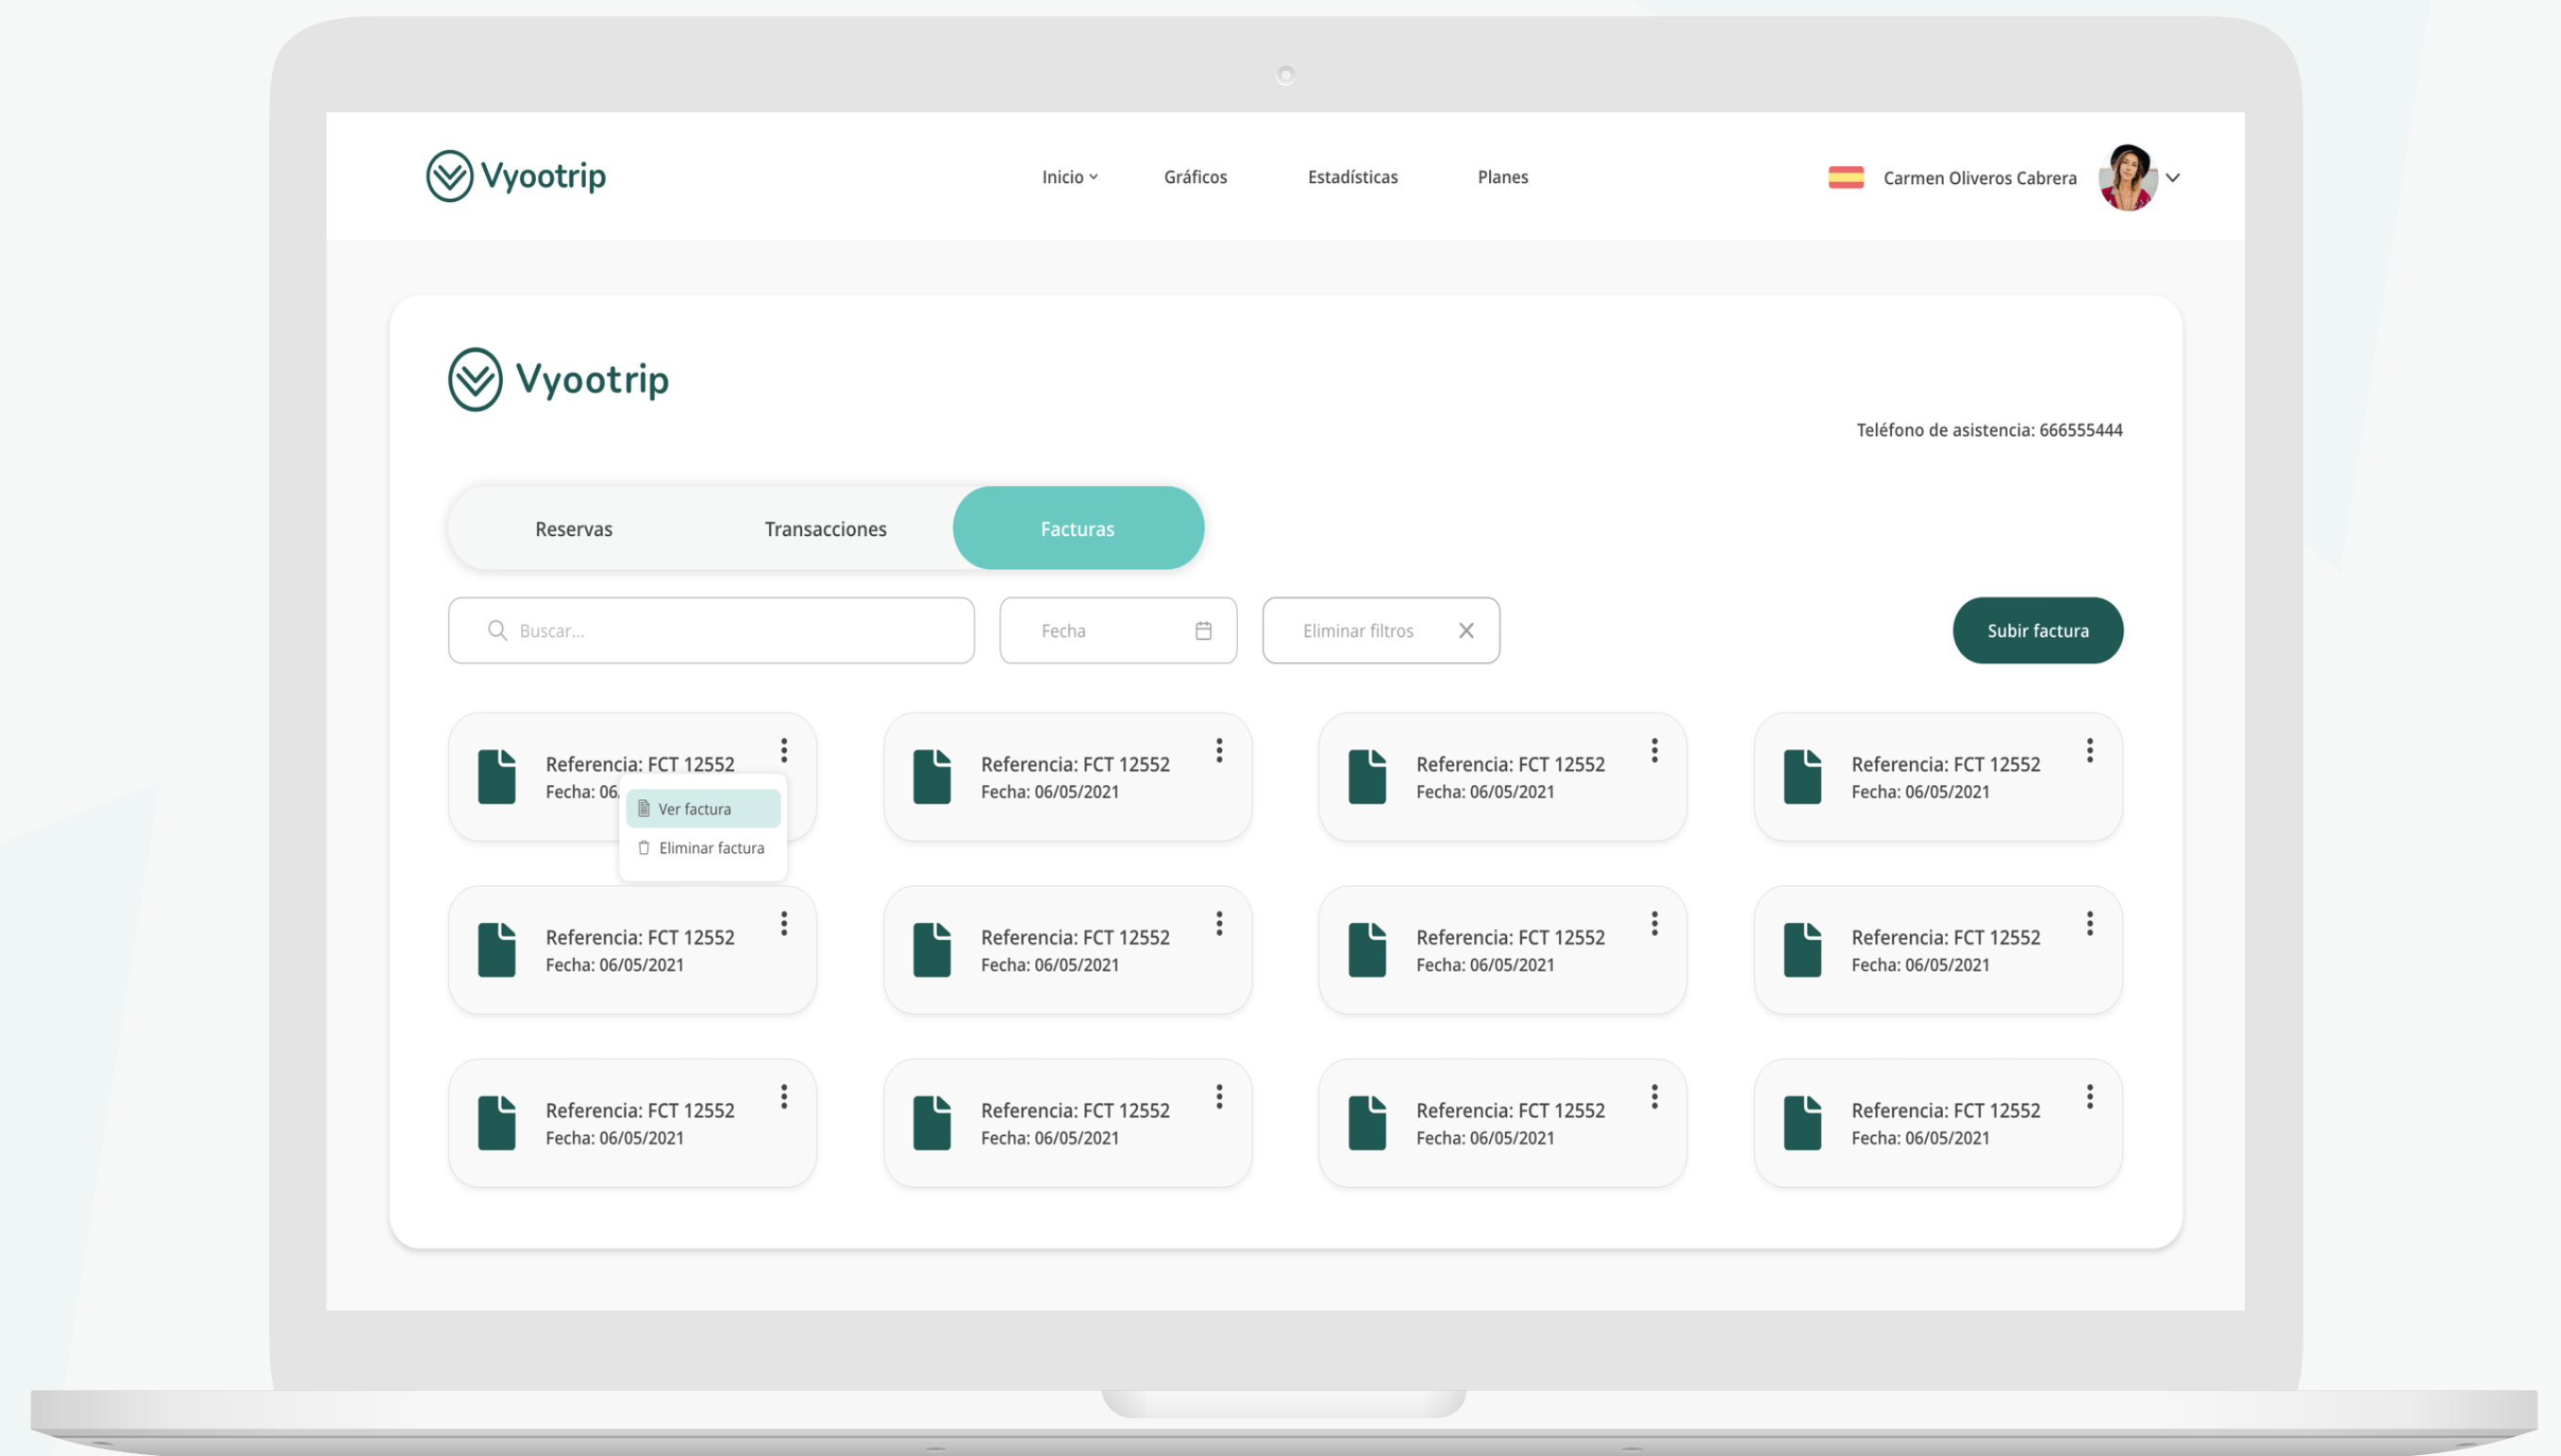 Vyootrip
Inicio
Gráficos
Estadísticas
Planes
Carmen Oliveros Cabrera
Vyootrip
Teléfono de asistencia: 666555444
Reservas
Transacciones
Facturas
Buscar...
Fecha
Eliminar filtros
Subir factura
Referencia: FCT 12552
Fecha: 06
Ver factura
Eliminar factura
Referencia: FCT 12552
Fecha: 06/05/2021
Referencia: FCT 12552
Fecha: 06/05/2021
Referencia: FCT 12552
Fecha: 06/05/2021
Referencia: FCT 12552
Fecha: 06/05/2021
Referencia: FCT 12552
Fecha: 06/05/2021
Referencia: FCT 12552
Fecha: 06/05/2021
Referencia: FCT 12552
Fecha: 06/05/2021
Referencia: FCT 12552
Fecha: 06/05/2021
Referencia: FCT 12552
Fecha: 06/05/2021
Referencia: FCT 12552
Fecha: 06/05/2021
Referencia: FCT 12552
Fecha: 06/05/2021